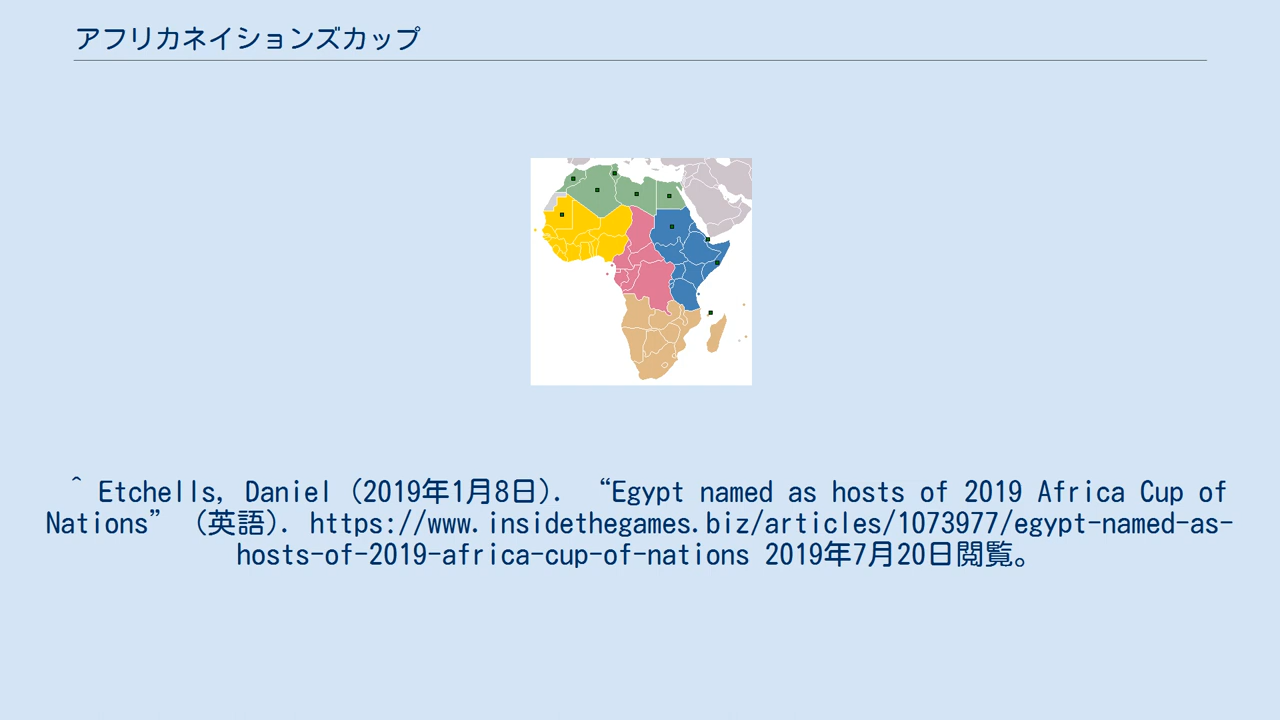 アフリカネイションズカップ
^ Etchells, Daniel (2019年1月8日). “Egypt named as hosts of 2019 Africa Cup of
Nations” （英語）. https://www.insidethegames.biz/articles/1073977/egypt-named-as-
hosts-of-2019-africa-cup-of-nations 2019年7月20日閲覧。